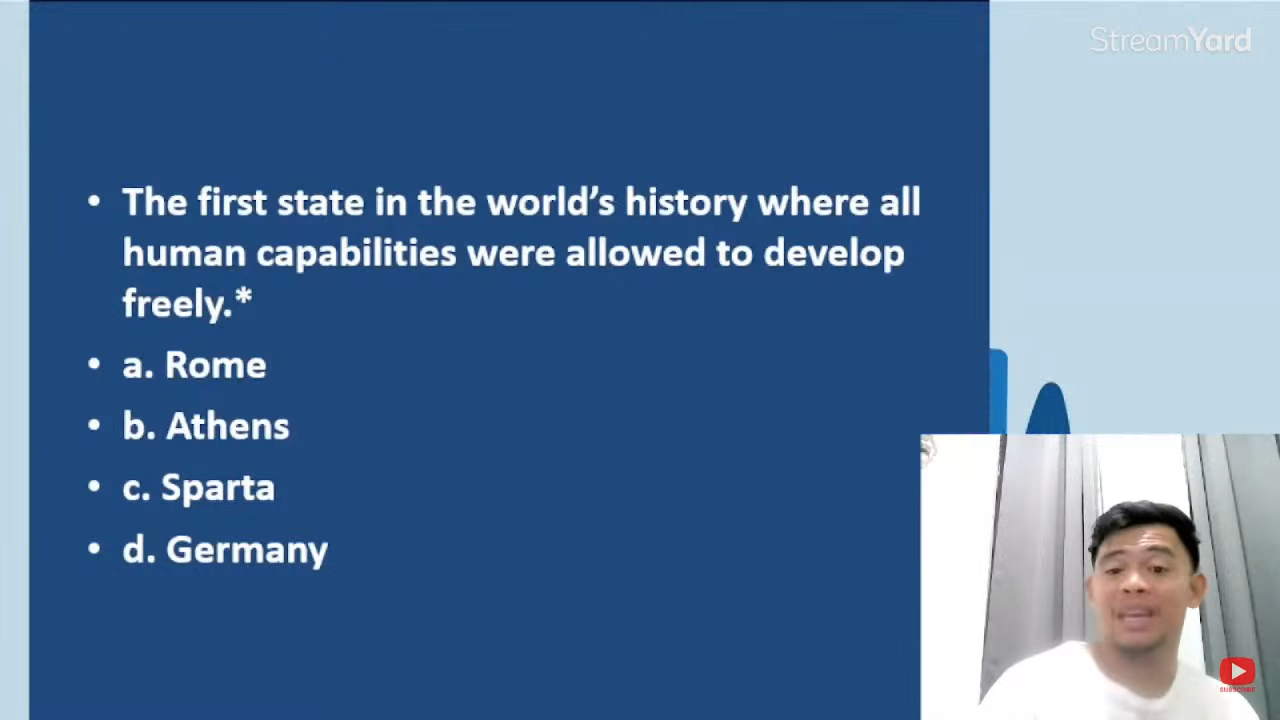 StreamYard
• The first state in the world’s history where all
human capabilities were allowed to develop
freely.*
• a. Rome
• b. Athens
• c. Sparta
• d. Germany
SUBSCRIBE